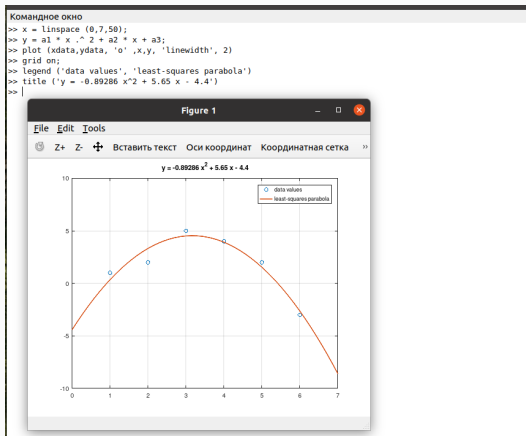 Командное окно
>> x = linspace (0,7,50);
>> y = a1 * x .^ 2 + a2 * x + a3;
>> plot (xdata,ydata, 'o' ,x,y, 'linewidth', 2)
>> grid on;
>> legend ('data values', 'least-squares parabola')
>> title ('y = -0.89286 x^2 + 5.65 x - 4.4')
>>
Figure 1
File Edit Tools
Z+ Z- Вставить текст Оси координат Координатная сетка »
y = -0.89286 x² + 5.65 x - 4.4
data values
least-squares parabola
10
5
0
-5
-10
0 1 2 3 4 5 6 7